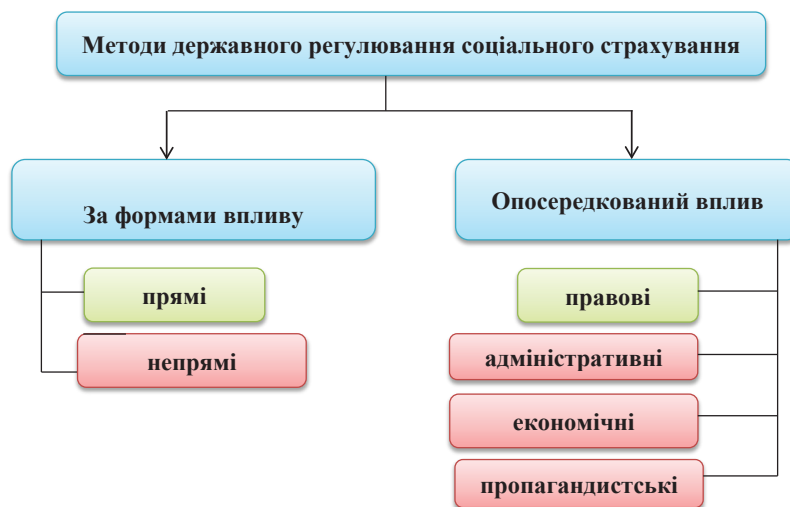 Методи державного регулювання соціального страхування
За формами впливу
прямі
непрямі
Опосередкований вплив
правові
адміністративні
економічні
пропагандистські